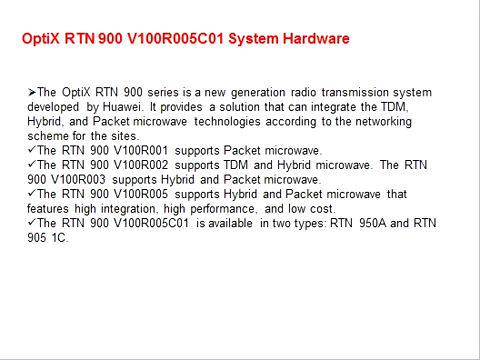 OptiX RTN 900 V100R005C01 System Hardware
➢The OptiX RTN 900 series is a new generation radio transmission system
developed by Huawei. It provides a solution that can integrate the TDM,
Hybrid, and Packet microwave technologies according to the networking
scheme for the sites.
✓The RTN 900 V100R001 supports Packet microwave.
✓The RTN 900 V100R002 supports TDM and Hybrid microwave. The RTN
900 V100R003 supports Hybrid and Packet microwave.
✓The RTN 900 V100R005 supports Hybrid and Packet microwave that
features high integration, high performance, and low cost.
✓The RTN 900 V100R005C01 is available in two types: RTN 950A and RTN
905 1C.